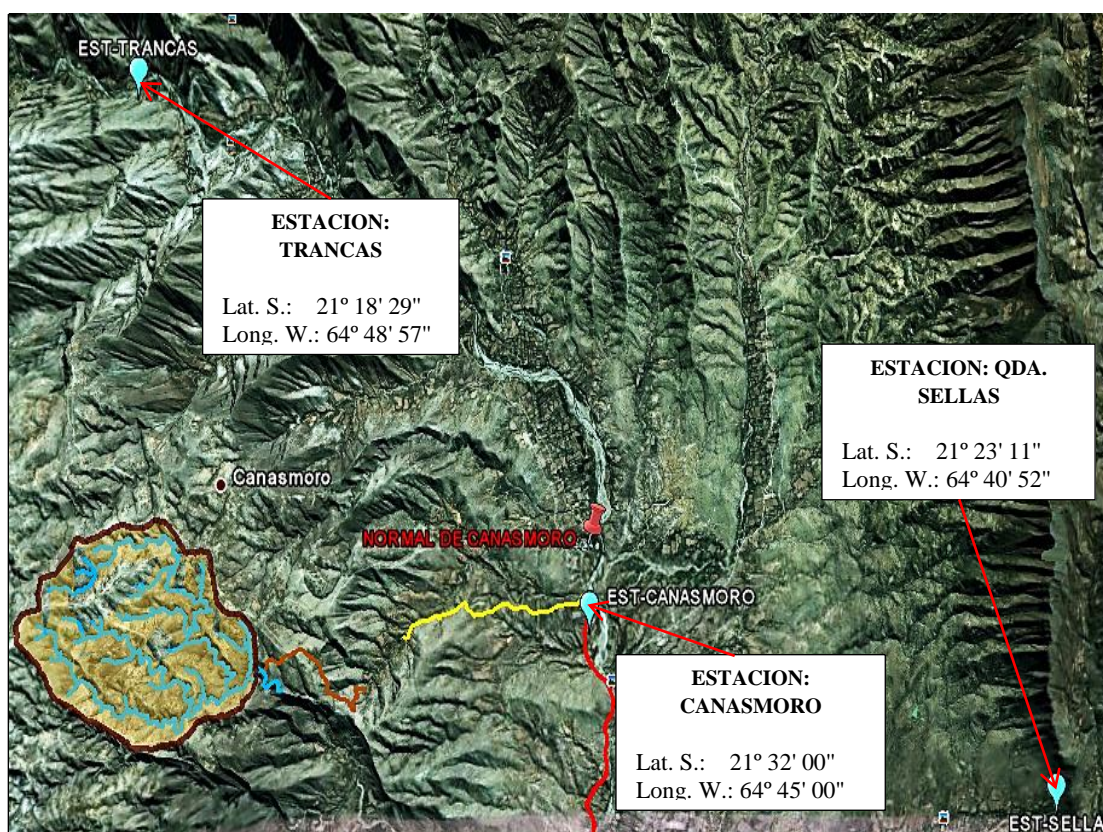 EST-TRANCAS
ESTACION:
TRANCAS
Lat. S.: 21º 18' 29"
Long. W.: 64º 48' 57"
ESTACION: QDA.
SELLAS
Lat. S.: 21º 23' 11"
Long. W.: 64º 40' 52"
Canasmoro
NORMAL DE CANASMORO
EST-CANASMORO
ESTACION:
CANASMORO
Lat. S.: 21º 32' 00"
Long. W.: 64º 45' 00"
EST-SELLA